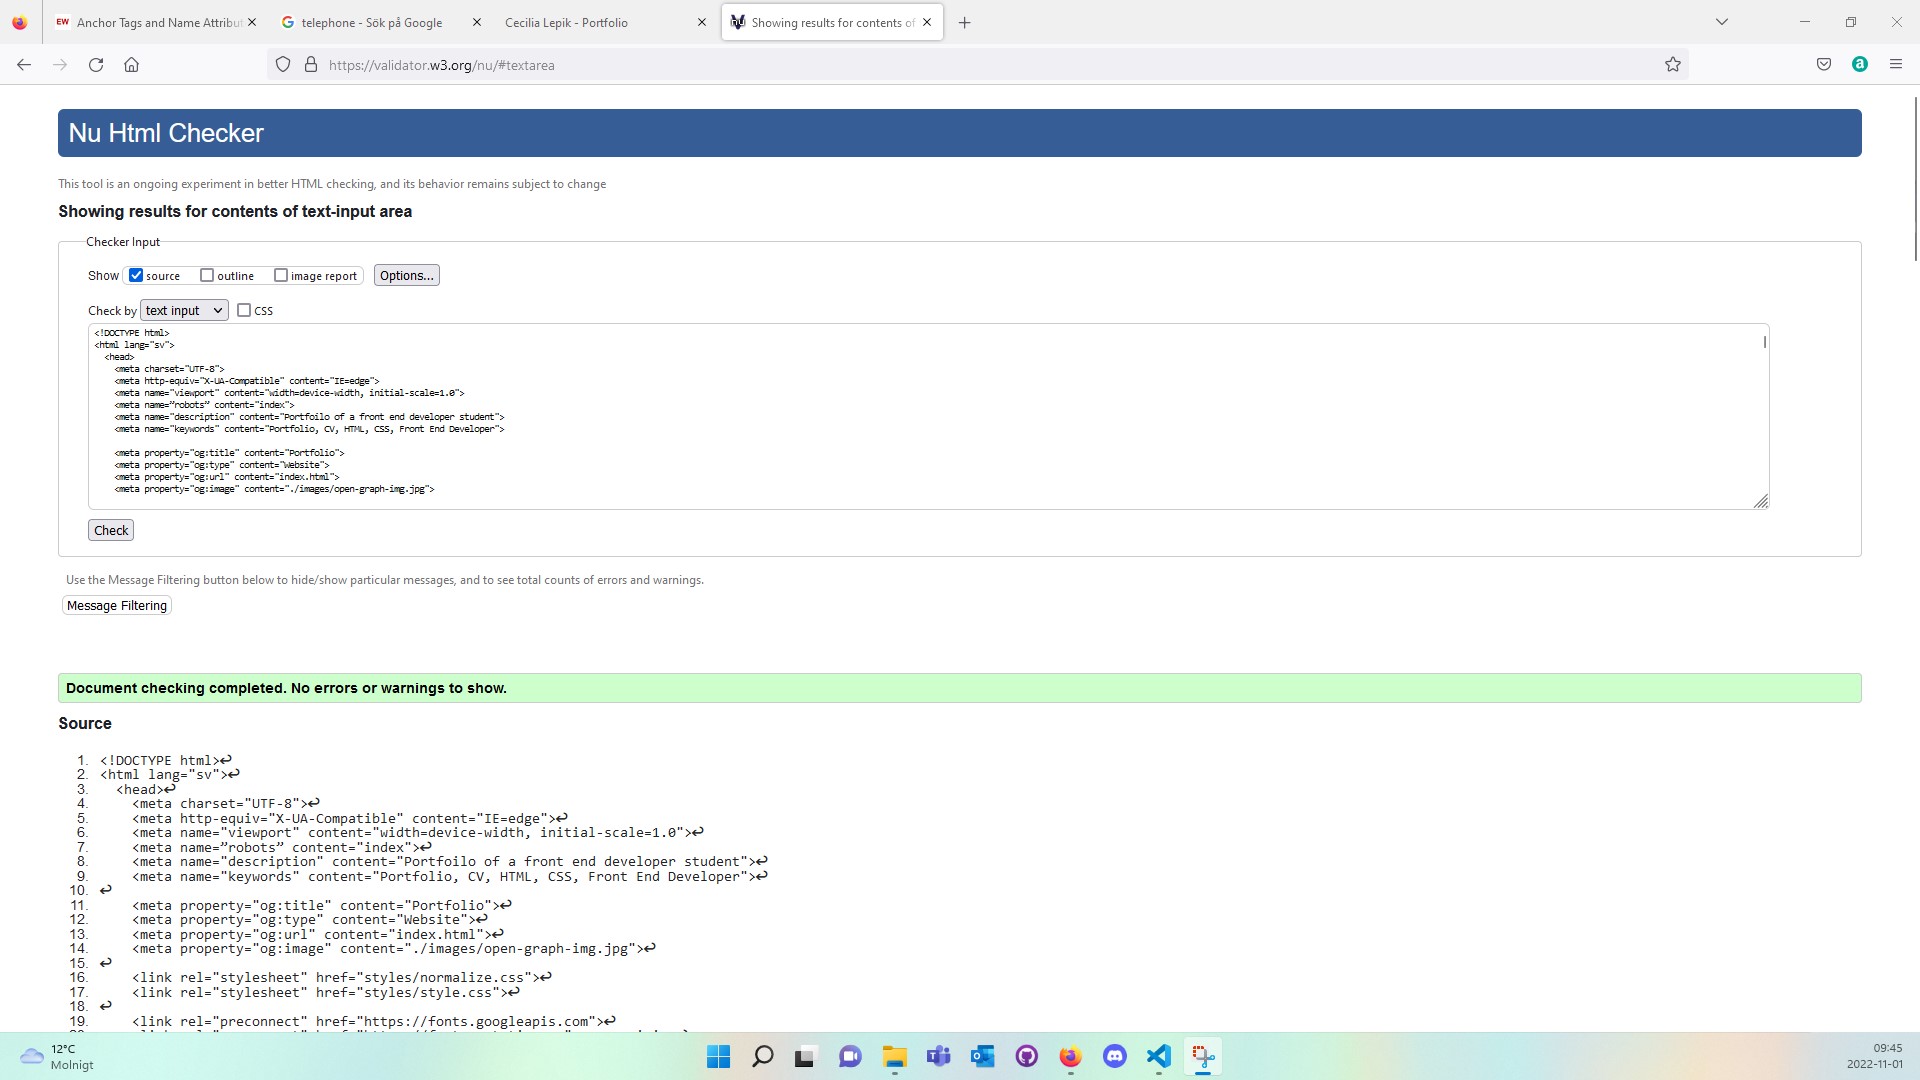 Anchor Tags and Name Attribut
telephone - Sök på Google
Cecilia Lepik - Portfolio
Showing results for contents of
https://validator.w3.org/nu/#textarea
Nu Html Checker
This tool is an ongoing experiment in better HTML checking, and its behavior remains subject to change
Showing results for contents of text-input area
Checker Input
Show source outline image report Options...
Check by text input CSS
<!DOCTYPE html>
<html lang="sv">
<head>
<meta charset="UTF-8">
<meta http-equiv="X-UA-Compatible" content="IE=edge">
<meta name="viewport" content="width=device-width, initial-scale=1.0">
<meta name=”robots” content="index">
<meta name="description" content="Portfoilo of a front end developer student">
<meta name="keywords" content="Portfolio, CV, HTML, CSS, Front End Developer">
<meta property="og:title" content="Portfolio">
<meta property="og:type" content="Website">
<meta property="og:url" content="index.html">
<meta property="og:image" content="./images/open-graph-img.jpg">
Check
Use the Message Filtering button below to hide/show particular messages, and to see total counts of errors and warnings.
Message Filtering
Document checking completed. No errors or warnings to show.
Source
1. <!DOCTYPE html>↩
2. <html lang="sv">↩
3. <head>↩
4. <meta charset="UTF-8">↩
5. <meta http-equiv="X-UA-Compatible" content="IE=edge">↩
6. <meta name="viewport" content="width=device-width, initial-scale=1.0">↩
7. <meta name=”robots” content="index">↩
8. <meta name="description" content="Portfoilo of a front end developer student">↩
9. <meta name="keywords" content="Portfolio, CV, HTML, CSS, Front End Developer">↩
10. ↩
11. <meta property="og:title" content="Portfolio">↩
12. <meta property="og:type" content="Website">↩
13. <meta property="og:url" content="index.html">↩
14. <meta property="og:image" content="./images/open-graph-img.jpg">↩
15. ↩
16. <link rel="stylesheet" href="styles/normalize.css">↩
17. <link rel="stylesheet" href="styles/style.css">↩
18. ↩
19. <link rel="preconnect" href="https://fonts.googleapis.com">↩
12°C
Molnigt
09:45
2022-11-01